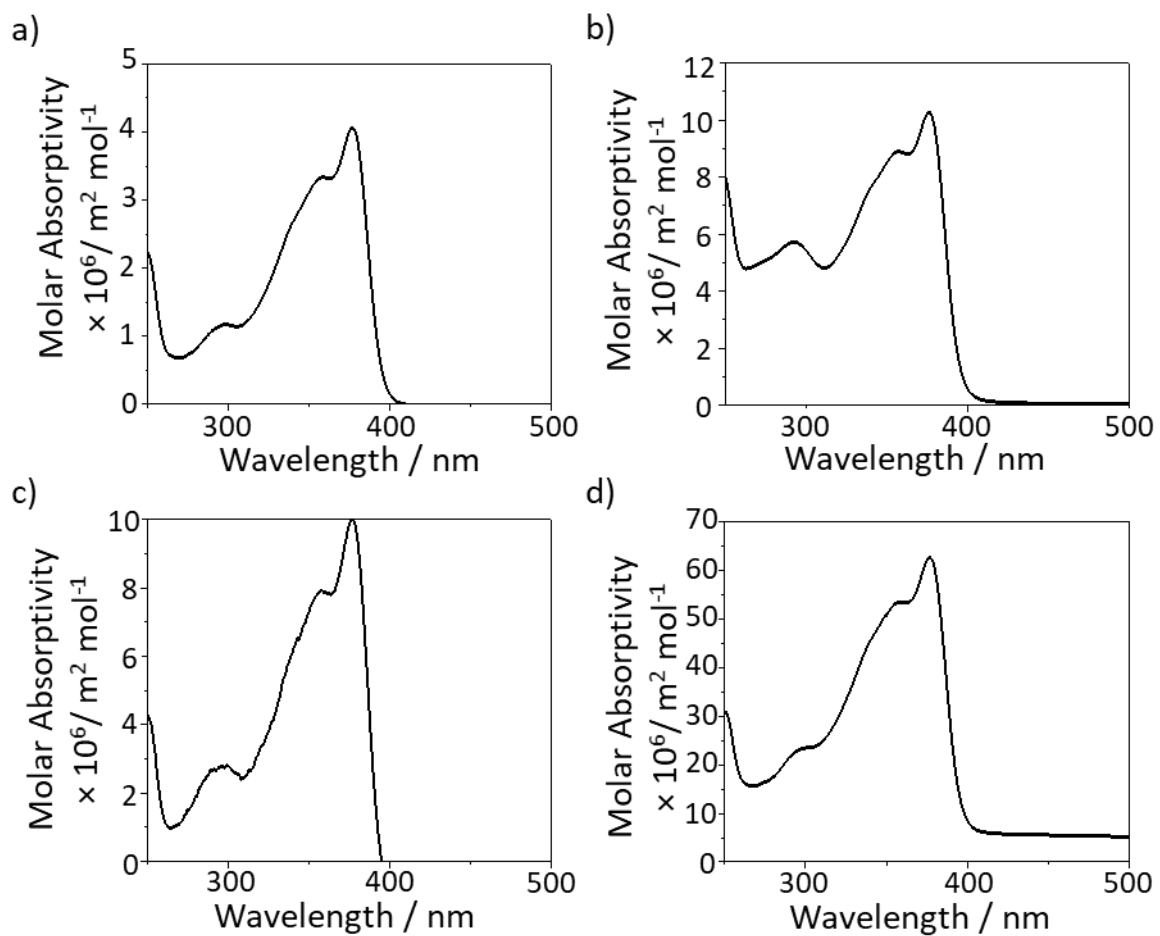 a)
Molar Absorptivity
× 10⁶/ m² mol⁻¹
5
4
3
2
1
0
300 400 500
Wavelength / nm
b)
Molar Absorptivity
× 10⁶/ m² mol⁻¹
12
10
8
6
4
2
0
300 400 500
Wavelength / nm
c)
Molar Absorptivity
× 10⁶/ m² mol⁻¹
10
8
6
4
2
0
300 400 500
Wavelength / nm
d)
Molar Absorptivity
× 10⁶/ m² mol⁻¹
70
60
50
40
30
20
10
0
300 400 500
Wavelength / nm